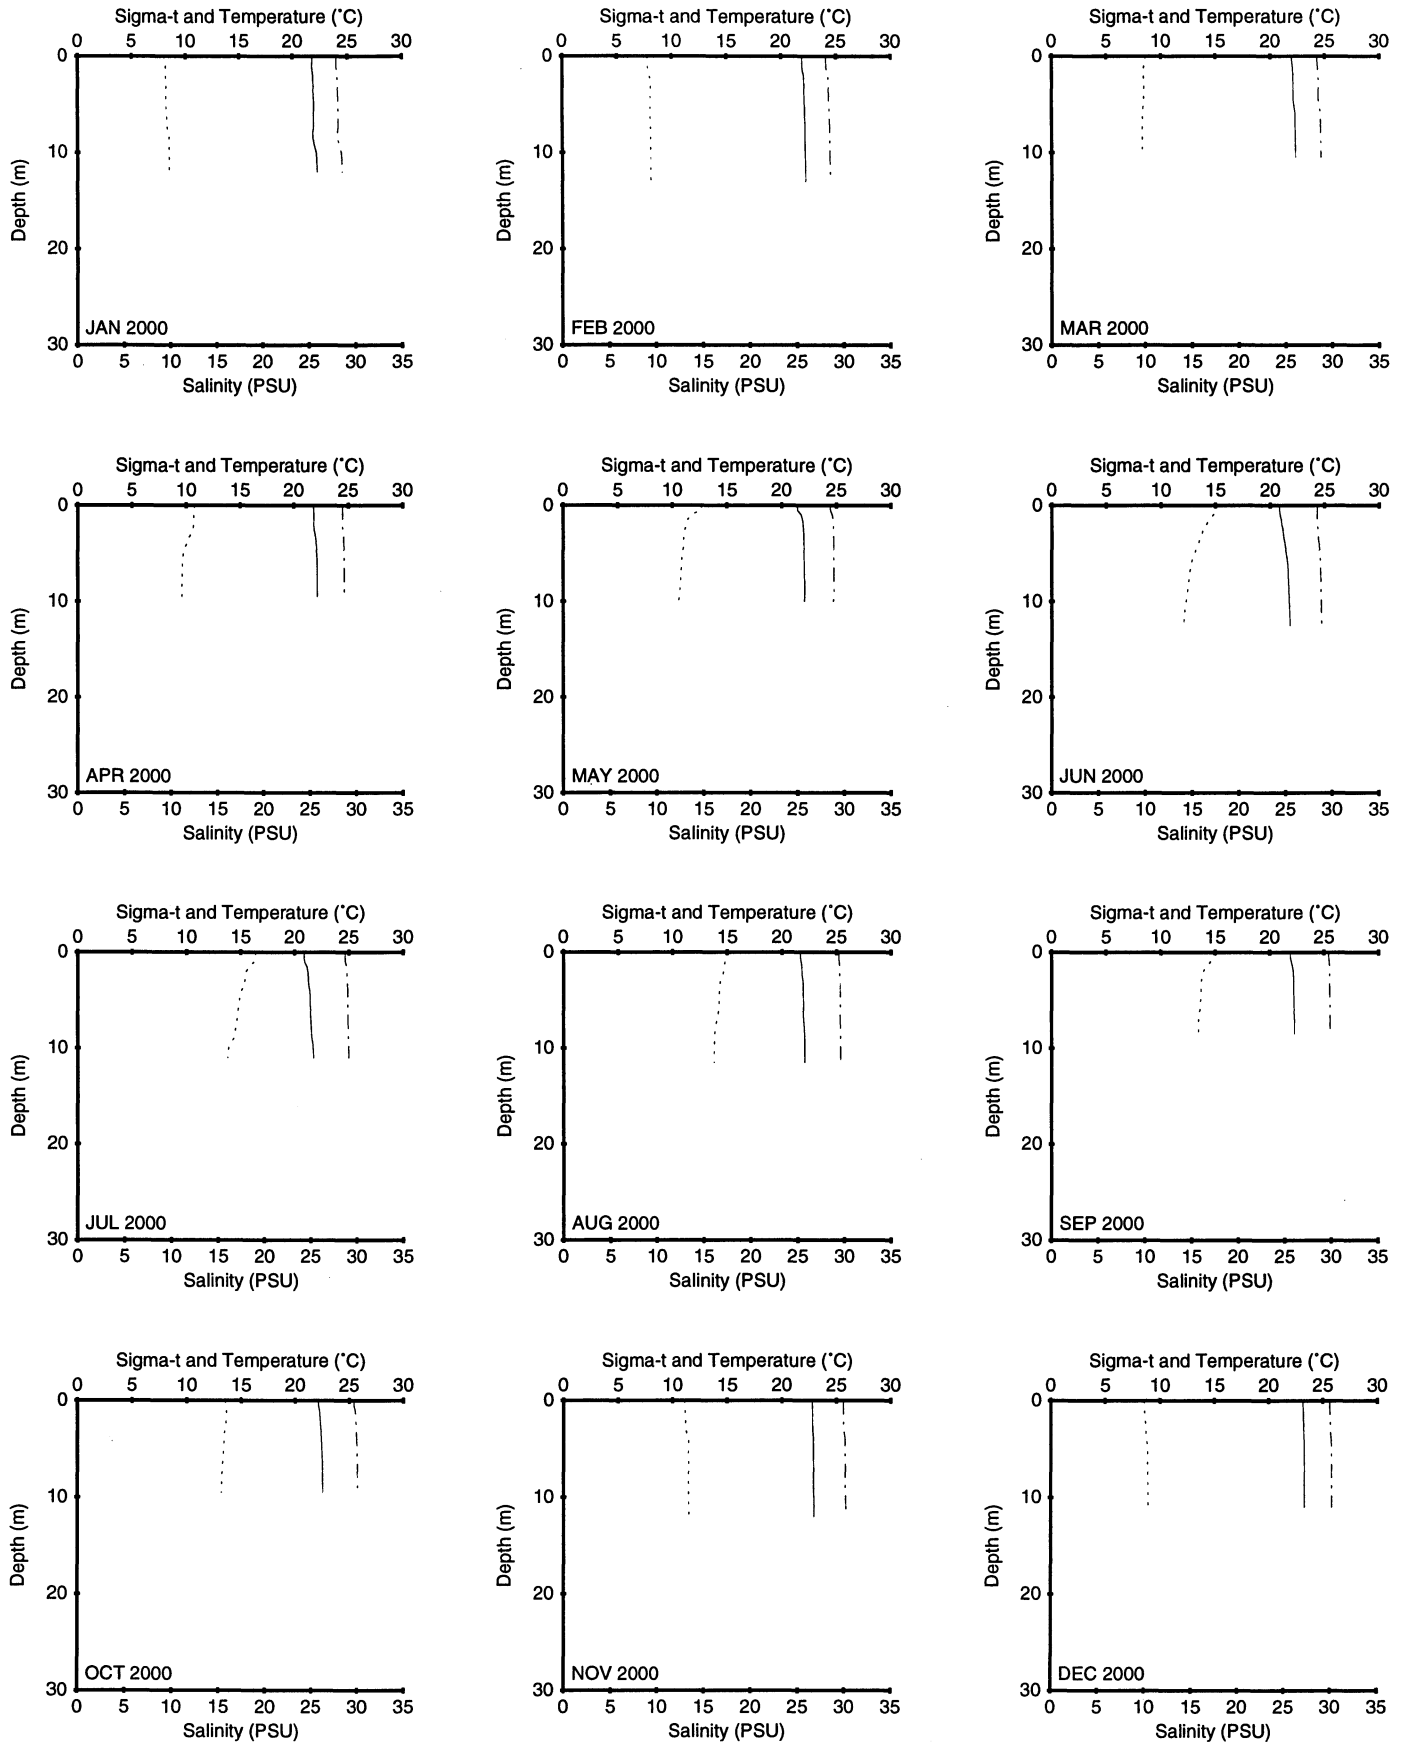 Sigma-t and Temperature (˚C) Sigma-t and Temperature (˚C) Sigma-t and Temperature (˚C)
0 5 10 15 20 25 30 0 5 10 15 20 25 30 0 5 10 15 20 25 30
0 0 0
10 10 10
Depth (m) Depth (m) Depth (m)
20 20 20
JAN 2000 FEB 2000 MAR 2000
30 30 30
0 5 10 15 20 25 30 35 0 5 10 15 20 25 30 35 0 5 10 15 20 25 30 35
Salinity (PSU) Salinity (PSU) Salinity (PSU)
Sigma-t and Temperature (˚C) Sigma-t and Temperature (˚C) Sigma-t and Temperature (˚C)
0 5 10 15 20 25 30 0 5 10 15 20 25 30 0 5 10 15 20 25 30
0 0 0
10 10 10
Depth (m) Depth (m) Depth (m)
20 20 20
APR 2000 MAY 2000 JUN 2000
30 30 30
0 5 10 15 20 25 30 35 0 5 10 15 20 25 30 35 0 5 10 15 20 25 30 35
Salinity (PSU) Salinity (PSU) Salinity (PSU)
Sigma-t and Temperature (˚C) Sigma-t and Temperature (˚C) Sigma-t and Temperature (˚C)
0 5 10 15 20 25 30 0 5 10 15 20 25 30 0 5 10 15 20 25 30
0 0 0
10 10 10
Depth (m) Depth (m) Depth (m)
20 20 20
JUL 2000 AUG 2000 SEP 2000
30 30 30
0 5 10 15 20 25 30 35 0 5 10 15 20 25 30 35 0 5 10 15 20 25 30 35
Salinity (PSU) Salinity (PSU) Salinity (PSU)
Sigma-t and Temperature (˚C) Sigma-t and Temperature (˚C) Sigma-t and Temperature (˚C)
0 5 10 15 20 25 30 0 5 10 15 20 25 30 0 5 10 15 20 25 30
0 0 0
10 10 10
Depth (m) Depth (m) Depth (m)
20 20 20
OCT 2000 NOV 2000 DEC 2000
30 30 30
0 5 10 15 20 25 30 35 0 5 10 15 20 25 30 35 0 5 10 15 20 25 30 35
Salinity (PSU) Salinity (PSU) Salinity (PSU)